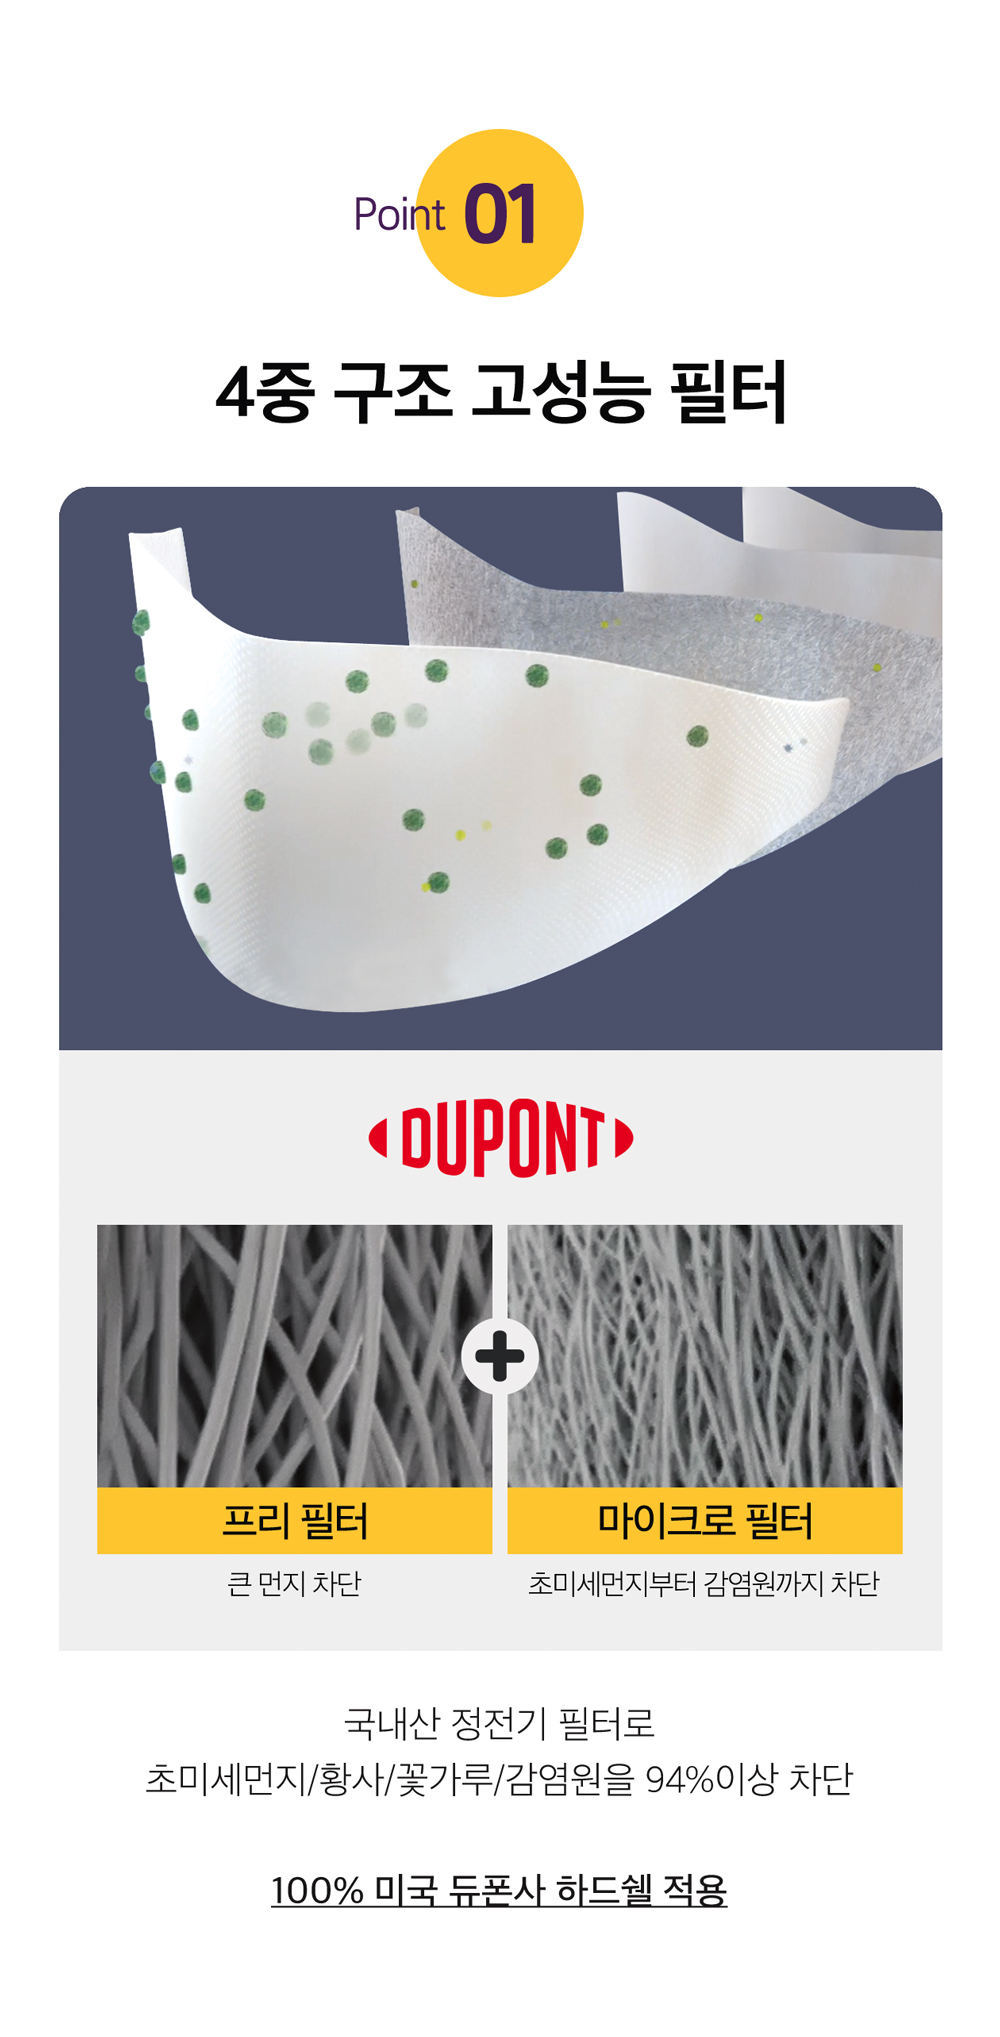 Point 01
4중 구조 고성능 필터
DUPONT
프리 필터
마이크로 필터
큰 먼지 차단
초미세먼지부터 감염원까지 차단
국내산 정전기 필터로
초미세먼지/황사/꽃가루/감염원을 94%이상 차단
100% 미국 듀폰사 하드쉘 적용